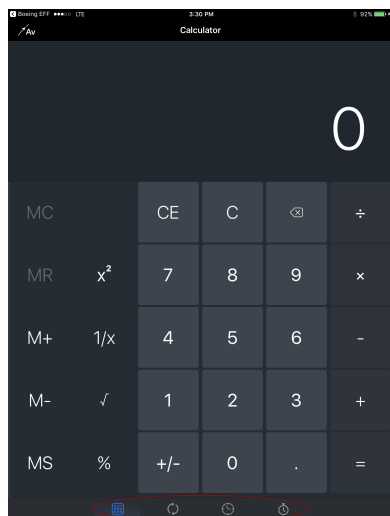 Boeing EFF LTE 3:30 PM 92%
Av Calculator
0
MC CE C ÷
MR x² 7 8 9 ×
M+ 1/x 4 5 6 -
M- √ 1 2 3 +
MS % +/- 0 . =